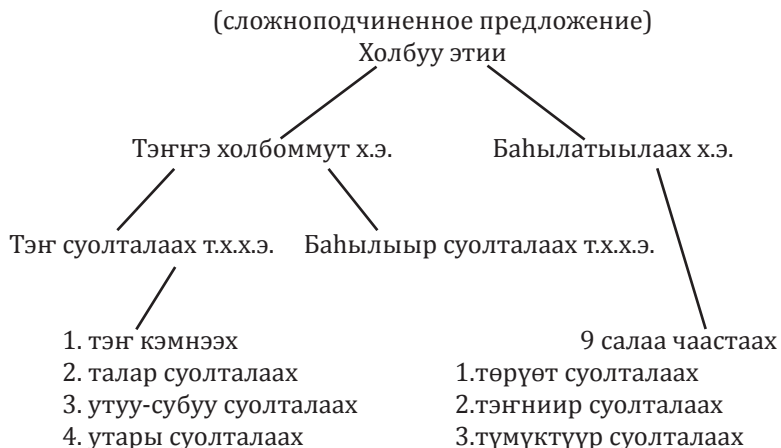 (сложноподчиненное предложение)
Холбуу этии
Тэҥҥэ холбоммут х.э. Баһылатыылаах х.э.
Тэҥ суолталаах т.х.х.э. Баһылыыр суолталаах т.х.х.э.
1. тэҥ кэмнээх 9 салаа чаастаах
2. талар суолталаах 1.төрүөт суолталаах
3. утуу-субуу суолталаах 2.тэҥниир суолталаах
4. утары суолталаах 3.түмүктүүр суолталаах